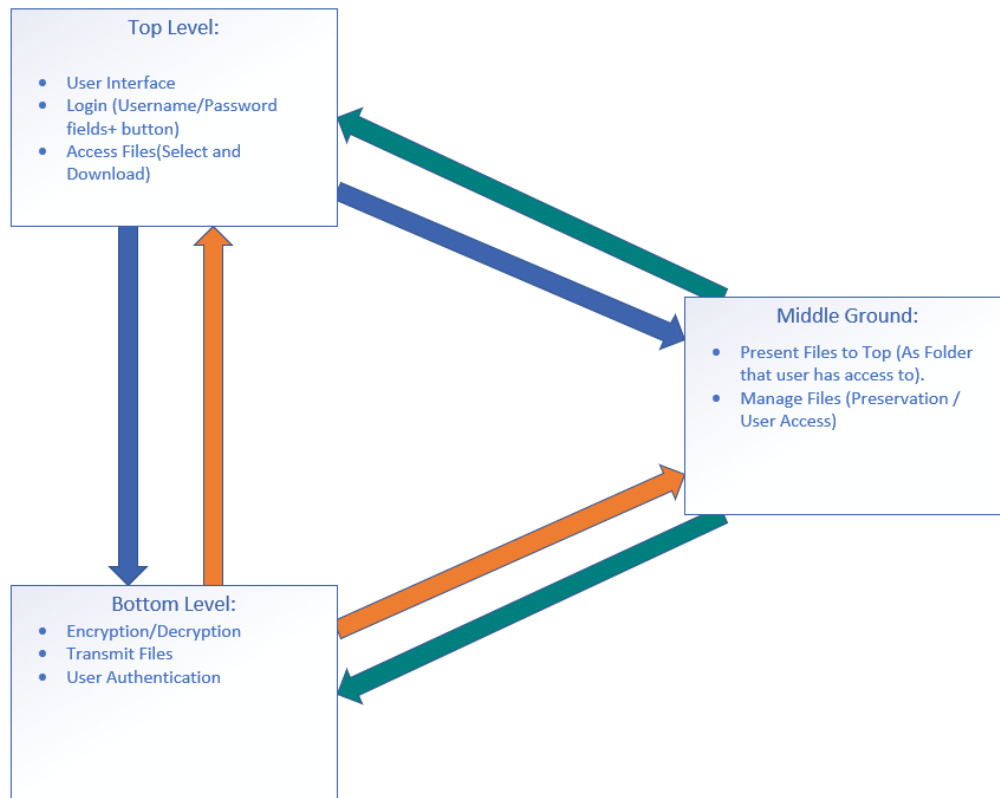 Top Level:
• User Interface
• Login (Username/Password
fields+ button)
• Access Files(Select and
Download)
Middle Ground:
• Present Files to Top (As Folder
that user has access to).
• Manage Files (Preservation /
User Access)
Bottom Level:
• Encryption/Decryption
• Transmit Files
• User Authentication